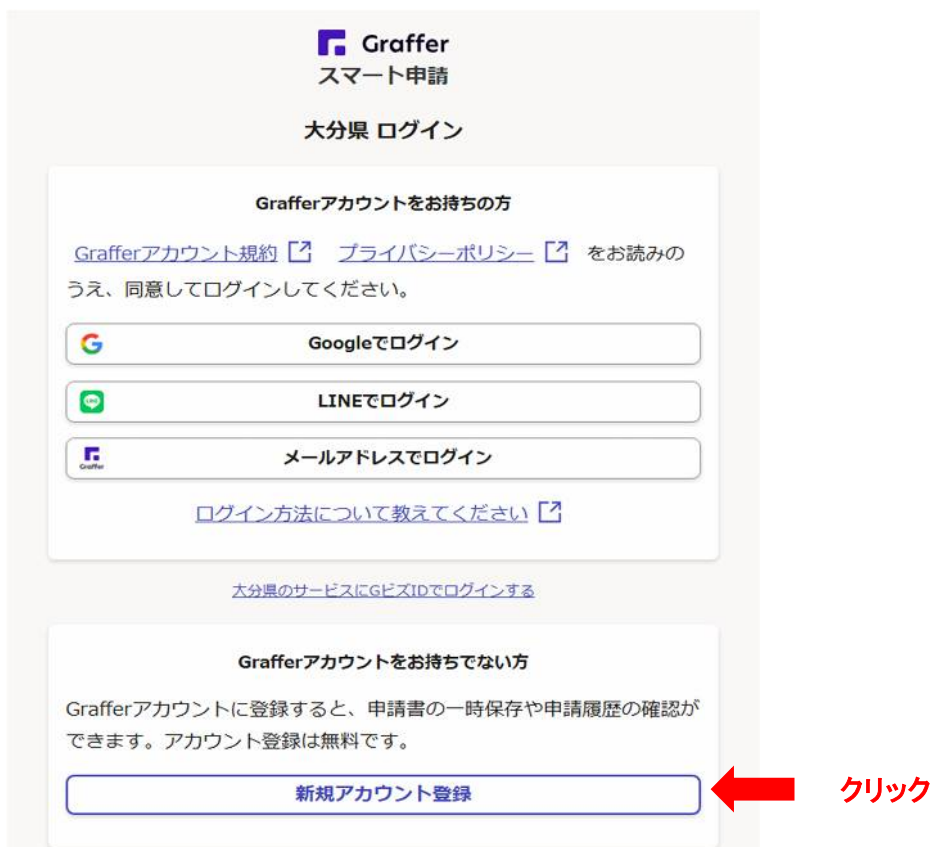 Graffer
スマート申請
大分県 ログイン
Grafferアカウントをお持ちの方
Grafferアカウント規約 プライバシーポリシー をお読みの
うえ、同意してログインしてください。
Googleでログイン
LINEでログイン
Graffer メールアドレスでログイン
ログイン方法について教えてください
大分県のサービスにGビズIDでログインする
Grafferアカウントをお持ちでない方
Grafferアカウントに登録すると、申請書の一時保存や申請履歴の確認が
できます。アカウント登録は無料です。
新規アカウント登録 クリック